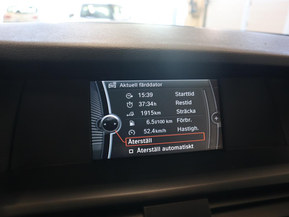 Aktuell färddator
15:39 Starttid
37:34h Restid
1915km Sträcka
6.5l/100 km Förbr.
52.4km/h Hastigh.
Återställ
Återställ automatiskt